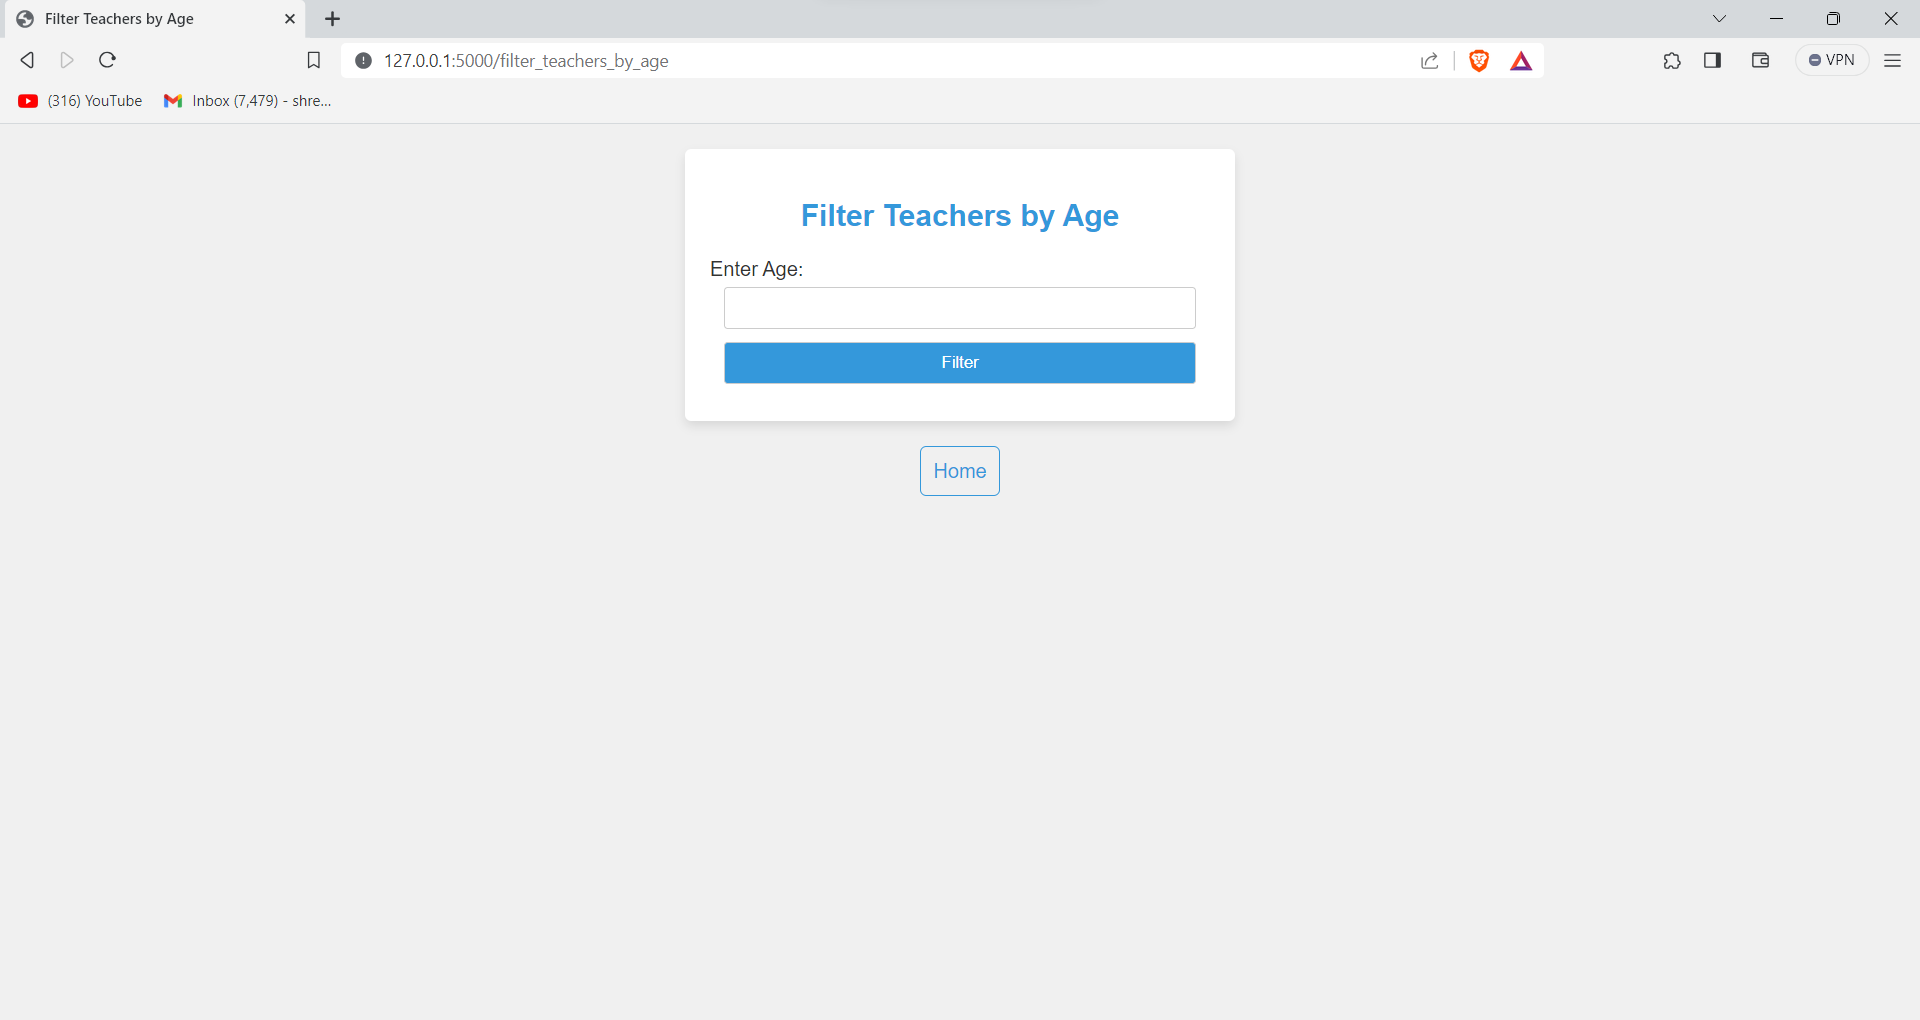 Filter Teachers by Age
127.0.0.1:5000/filter_teachers_by_age
VPN
(316) YouTube
Inbox (7,479) - shre...
Filter Teachers by Age
Enter Age:
Filter
Home